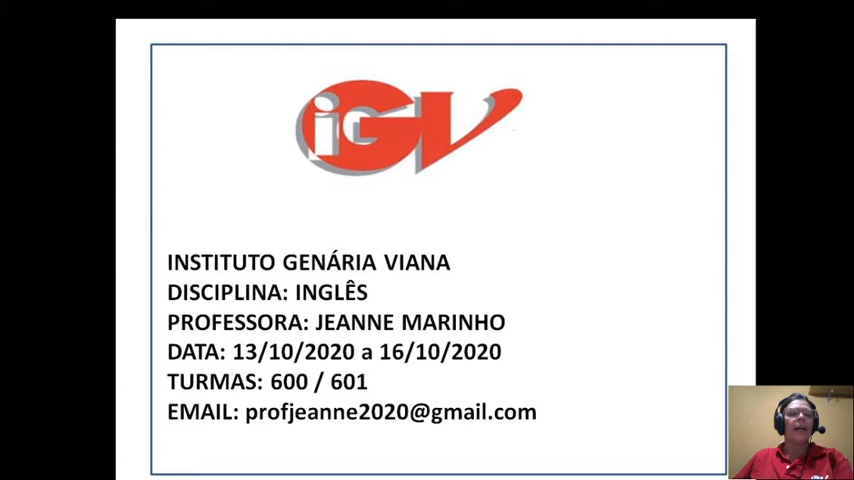 iGV
INSTITUTO GENÁRIA VIANA
DISCIPLINA: INGLÊS
PROFESSORA: JEANNE MARINHO
DATA: 13/10/2020 a 16/10/2020
TURMAS: 600 / 601
EMAIL: profjeanne2020@gmail.com